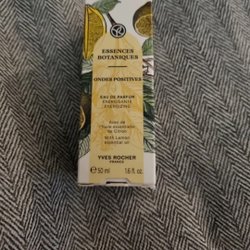 ESSENCES
BOTANIQUES
ONDES POSITIVES
EAU DE PARFUM
ÉNERGISANTE
ENERGIZING
Avec de
l'huile essentielle
de Citron
With Lemon
essential oil
YVES ROCHER
FRANCE
50 ml 1.6 fl. oz.